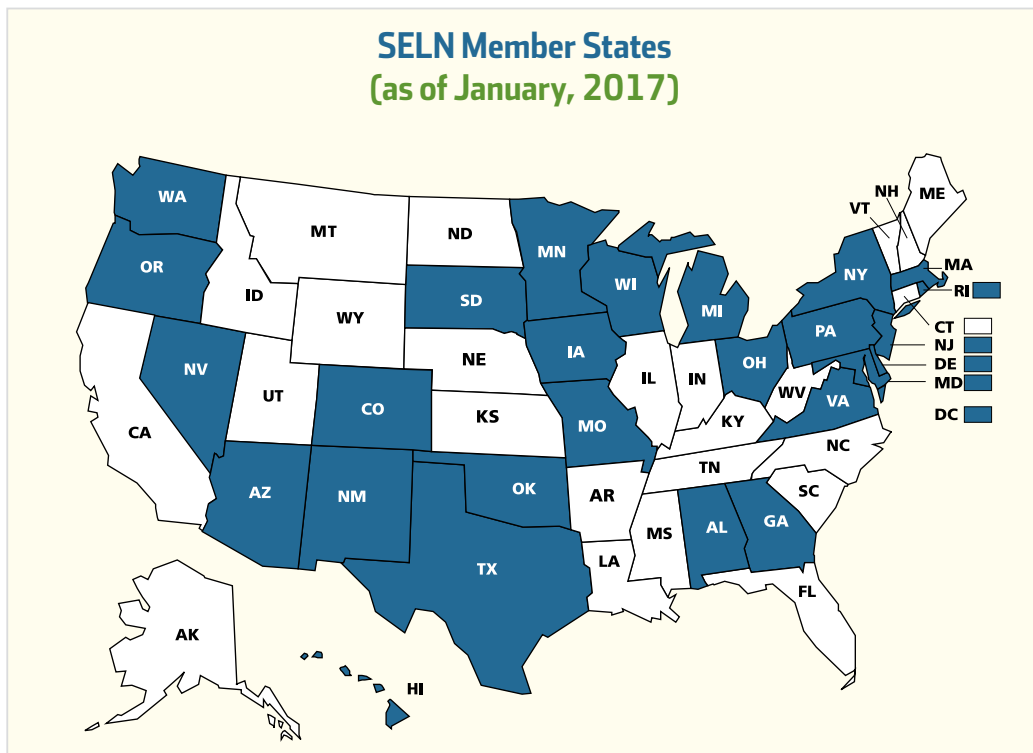 SELN Member States
(as of January, 2017)
WA
MT
ND
MN
VT
NH
ME
OR
ID
SD
WI
MI
NY
MA
RI
WY
CT
NV
NE
IA
PA
NJ
UT
CO
IL
IN
OH
WV
DE
MD
CA
KS
MO
KY
VA
DC
AZ
NM
OK
AR
TN
NC
SC
TX
LA
MS
AL
GA
FL
AK
HI